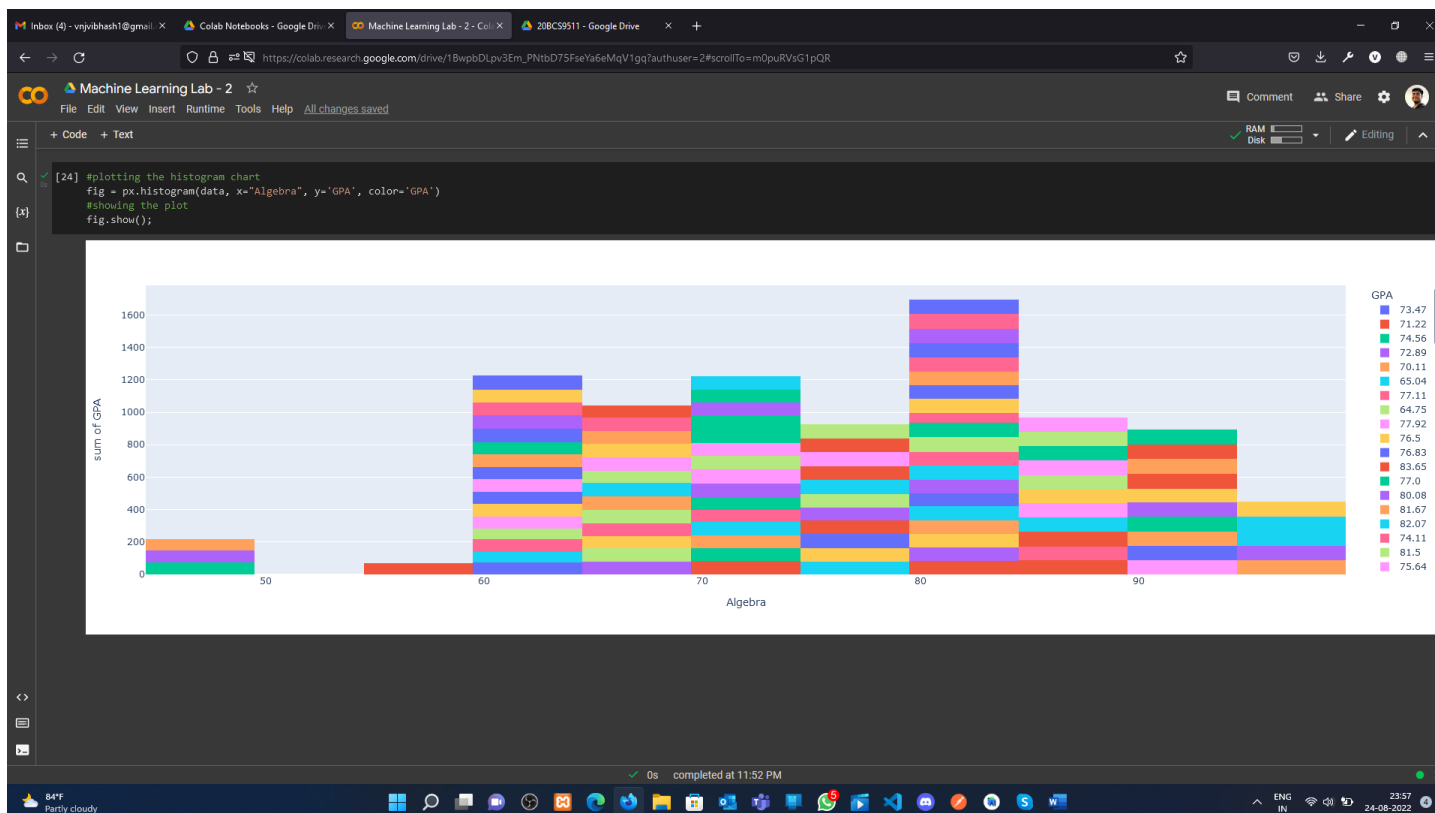 Inbox (4) - vnjvibhash1@gmail. Colab Notebooks - Google Driv Machine Learning Lab - 2 - Col 20BCS9511 - Google Drive
https://colab.research.google.com/drive/1BwpbDLpv3Em_PNtbD75FseYa6eMqV1gq?authuser=2#scrollTo=m0puRVsG1pQR
V
CO Machine Learning Lab - 2
File Edit View Insert Runtime Tools Help All changes saved
Comment Share
+ Code + Text
RAM
Disk
Editing
[24] #plotting the histogram chart
0s
fig = px.histogram(data, x="Algebra", y='GPA', color='GPA')
#showing the plot
fig.show();
{x}
1600
1400
1200
1000
800
600
400
200
0
sum of GPA
50 60 70 80 90
Algebra
GPA
73.47
71.22
74.56
72.89
70.11
65.04
77.11
64.75
77.92
76.5
76.83
83.65
77.0
80.08
81.67
82.07
74.11
81.5
75.64
0s completed at 11:52 PM
84°F
Partly cloudy
5
ENG
IN
23:57
24-08-2022
4